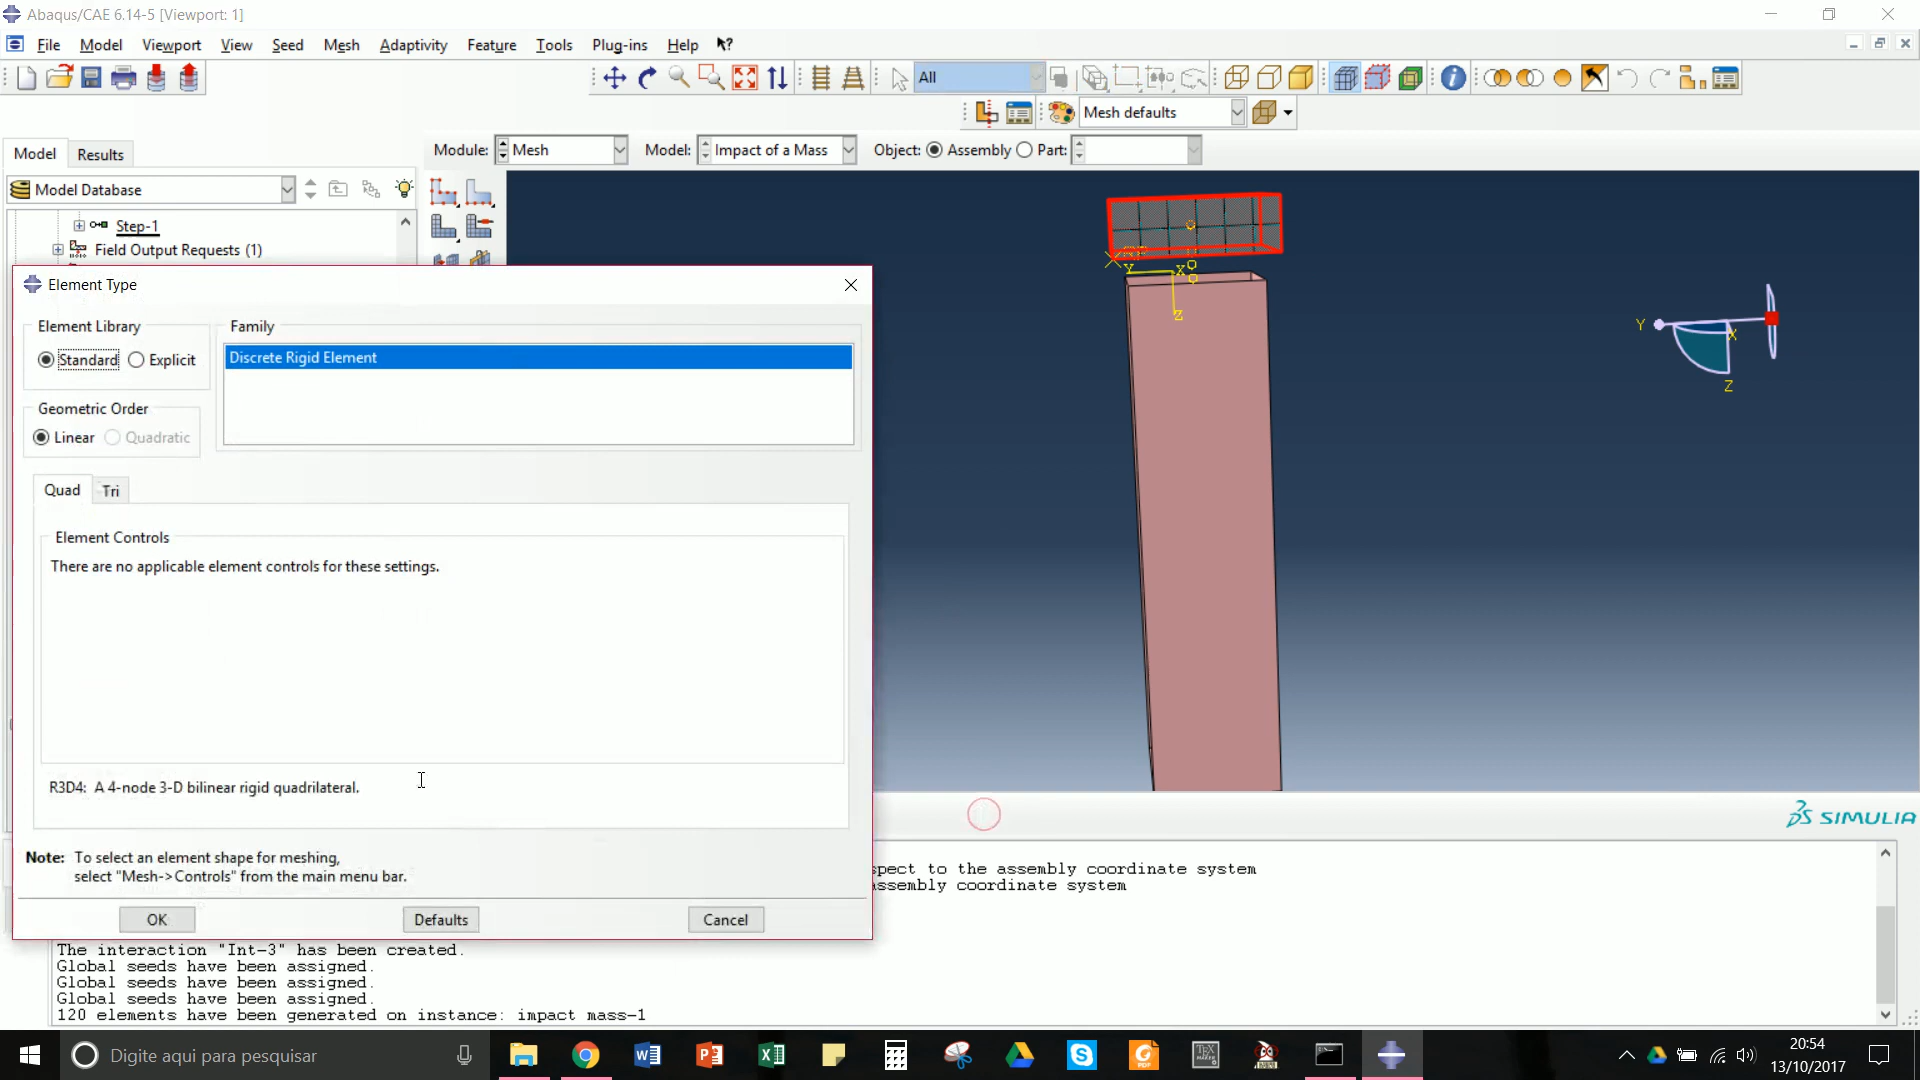 Abaqus/CAE 6.14-5 [Viewport: 1]
File Model Viewport View Seed Mesh Adaptivity Feature Tools Plug-ins Help
All
Mesh defaults
Model Results
Module: Mesh Model: Impact of a Mass Object: Assembly Part:
Model Database
Step-1
Field Output Requests (1)
Element Type
Element Library
Standard Explicit
Family
Discrete Rigid Element
Geometric Order
Linear Quadratic
Quad Tri
Element Controls
There are no applicable element controls for these settings.
R3D4: A 4-node 3-D bilinear rigid quadrilateral.
Note: To select an element shape for meshing,
select "Mesh->Controls" from the main menu bar.
OK Defaults Cancel
Y X Z
Y X Z
SIMULIA
spect to the assembly coordinate system
assembly coordinate system
The interaction "Int-3" has been created.
Global seeds have been assigned.
Global seeds have been assigned.
Global seeds have been assigned.
120 elements have been generated on instance: impact mass-1
Digite aqui para pesquisar
20:54
13/10/2017